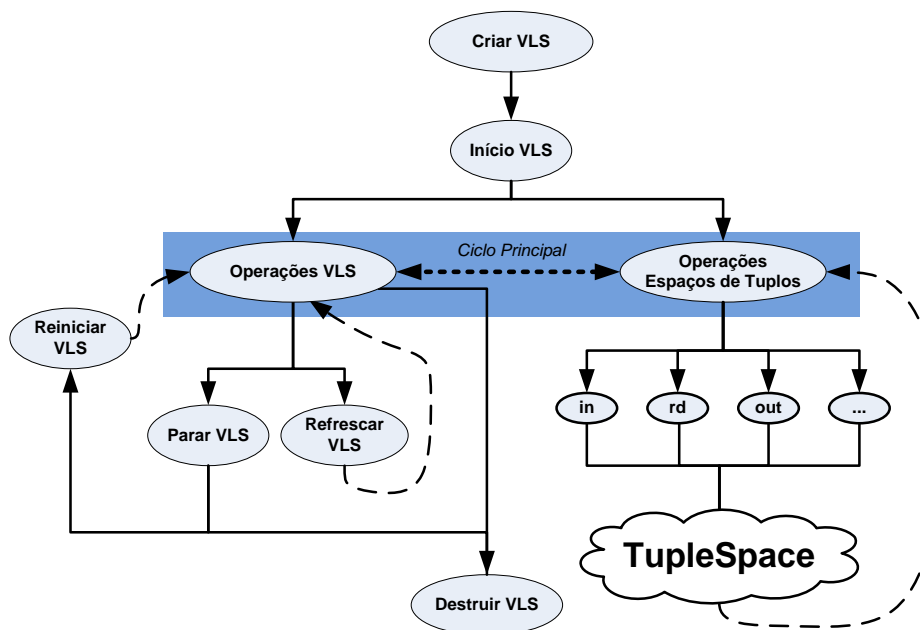 Criar VLS
Início VLS
Ciclo Principal
Operações VLS
Operações
Espaços de Tuplos
Reiniciar
VLS
in
rd
out
...
Parar VLS
Refrescar
VLS
TupleSpace
Destruir VLS